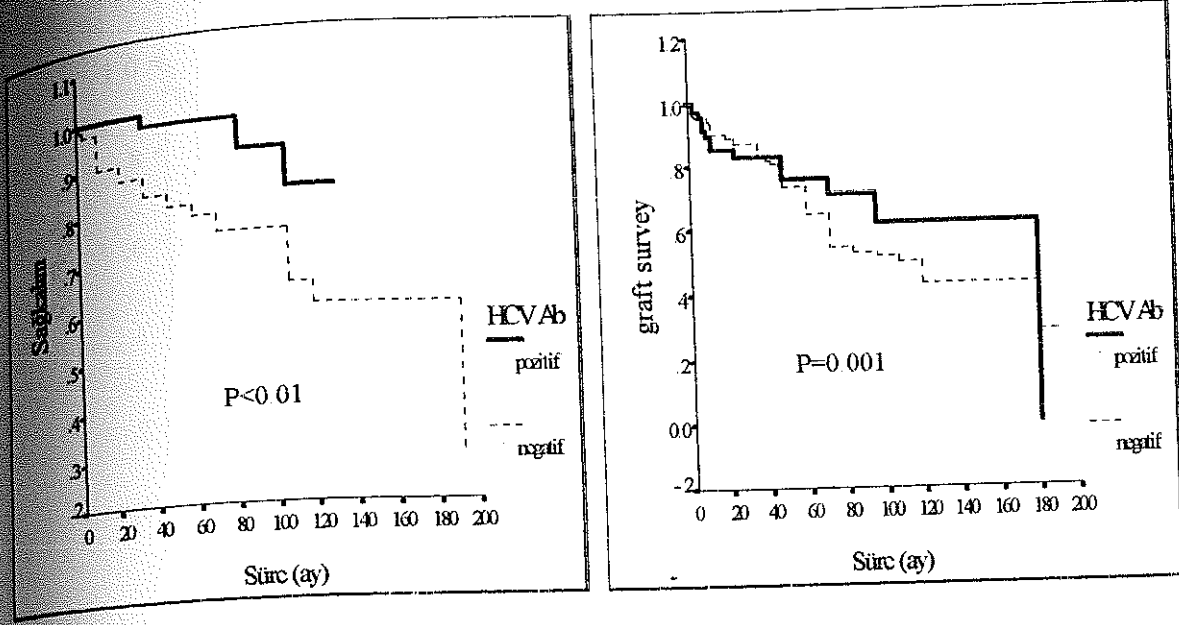 1.1
1.0
.9
.8
.7
.6
.5
.4
.3
.2
Sağkalım
0 20 40 60 80 100 120 140 160 180 200
Süre (ay)
P<0.01
HCV Ab
pozitif
negatif
1.2
1.0
.8
.6
.4
.2
0.0
-.2
graft survey
0 20 40 60 80 100 120 140 160 180 200
Süre (ay)
P=0.001
HCV Ab
pozitif
negatif